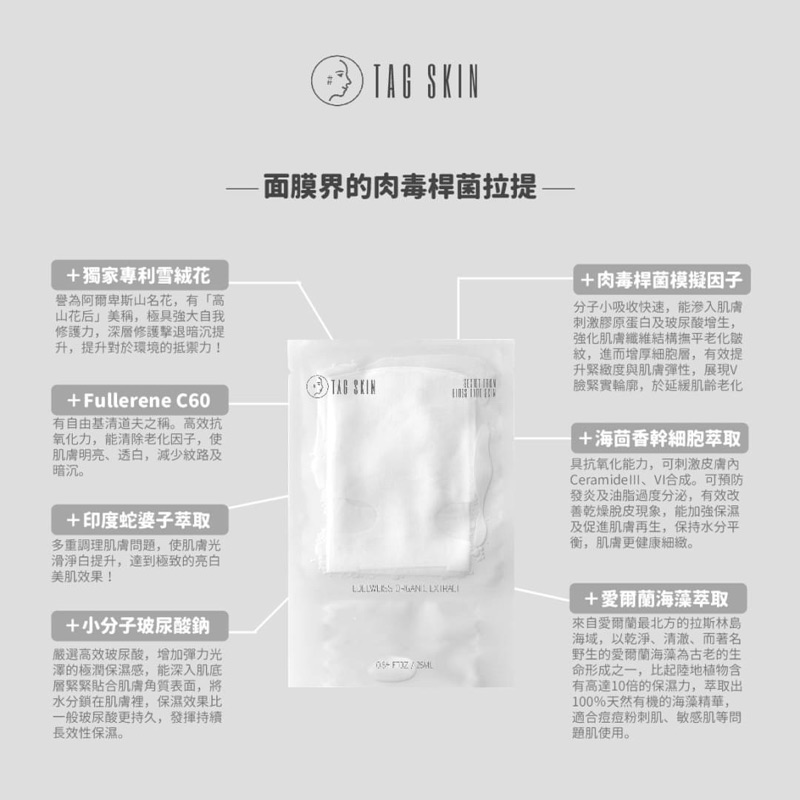 TAG SKIN
面膜界的肉毒桿菌拉提
+獨家專利雪絨花
譽為阿爾卑斯山名花，有「高
山花后」美稱，極具強大自我
修護力，深層修護擊退暗沉提
升，提升對於環境的抵禦力！
+Fullerene C60
有自由基清道夫之稱。高效抗
氧化力，能清除老化因子，使
肌膚明亮、透白，減少紋路及
暗沉。
+印度蛇婆子萃取
多重調理肌膚問題，使肌膚光
滑淨白提升，達到極致的亮白
美肌效果！
+小分子玻尿酸鈉
嚴選高效玻尿酸，增加彈力光
澤的極潤保濕感，能深入肌底
層緊緊貼合肌膚角質表面，將
水分鎖在肌膚裡，保濕效果比
一般玻尿酸更持久，發揮持續
長效性保濕。
TAG SKIN
EDELWEISS ORGANIC EXTRACT
/ 25ML
+肉毒桿菌模擬因子
分子小吸收快速，能滲入肌膚
刺激膠原蛋白及玻尿酸增生，
強化肌膚纖維結構撫平老化皺
紋，進而增厚細胞層，有效提
升緊緻度與肌膚彈性，展現V
臉緊實輪廓，於延緩肌齡老化
+海茴香幹細胞萃取
具抗氧化能力，可刺激皮膚內
CeramideIII、VI合成。可預防
發炎及油脂過度分泌，有效改
善乾燥脫皮現象，能加強保濕
及促進肌膚再生，保持水分平
衡，肌膚更健康細緻。
+愛爾蘭海藻萃取
來自愛爾蘭最北方的拉斯林島
海域，以乾淨、清澈、而著名
野生的愛爾蘭海藻為古老的生
命形成之一，比起陸地植物含
有高達10倍的保濕力，萃取出
100%天然有機的海藻精華，
適合痘痘粉刺肌、敏感肌等問
題肌使用。